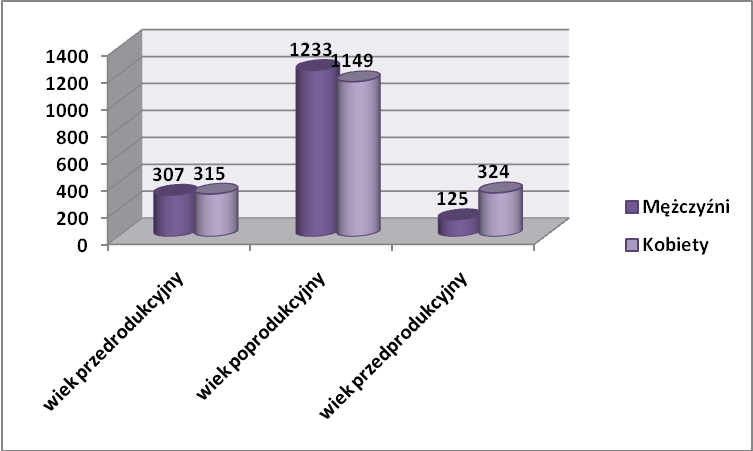 1400
1200
1000
800
600
400
200
0
307
315
1233
1149
125
324
wiek przedrodukcyjny
wiek poprodukcyjny
wiek przedprodukcyjny
Mężczyźni
Kobiety